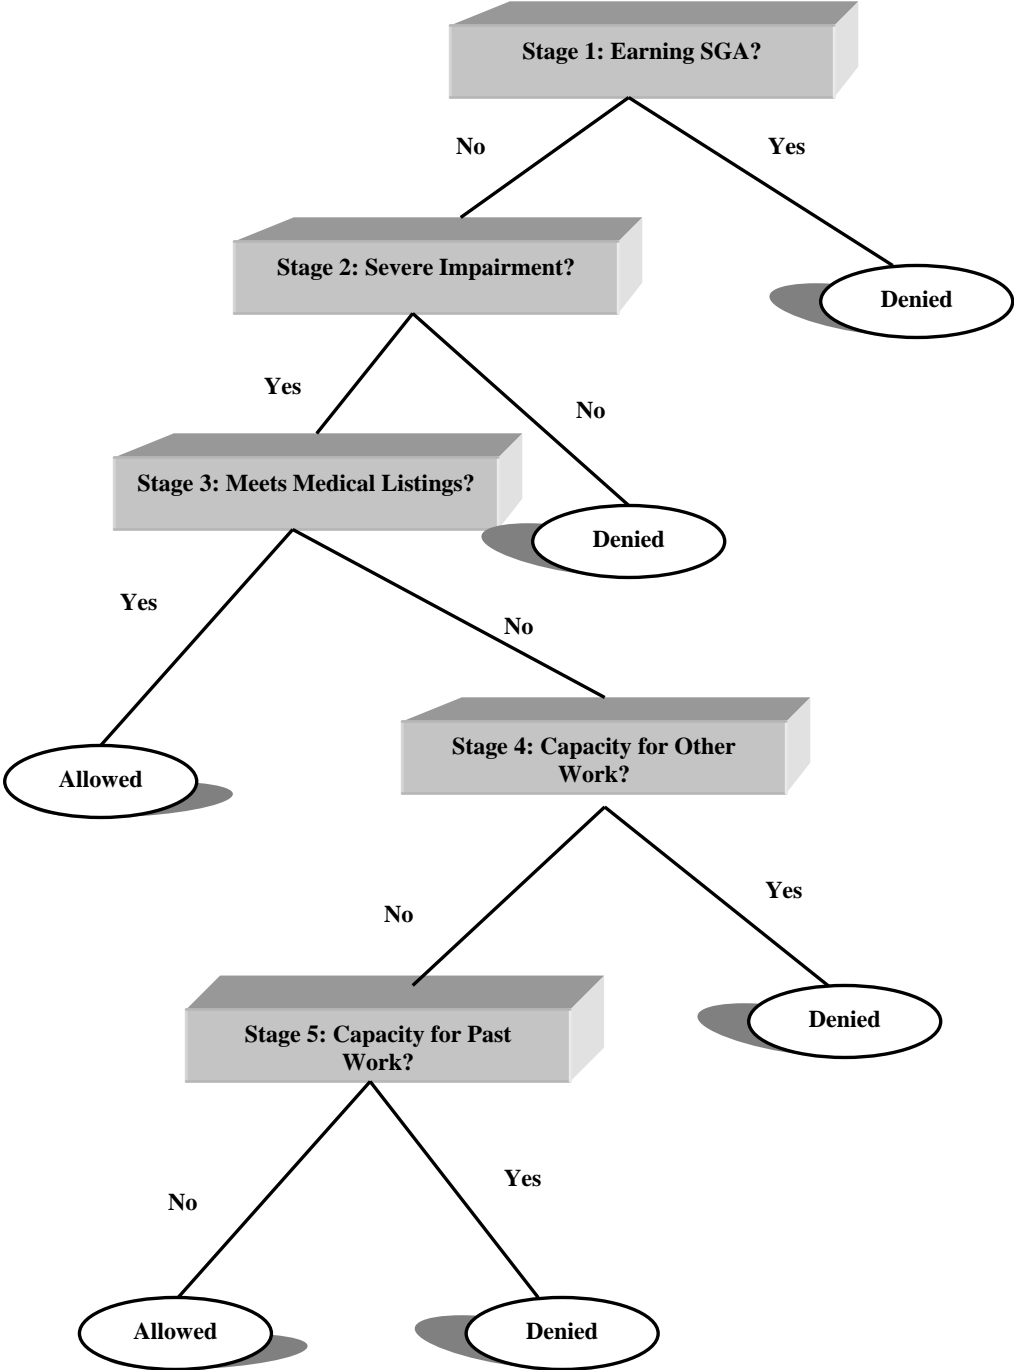 Stage 1: Earning SGA?
No
Yes
Stage 2: Severe Impairment?
Denied
Yes
No
Stage 3: Meets Medical Listings?
Denied
Yes
No
Stage 4: Capacity for Other
Work?
Allowed
No
Yes
Stage 5: Capacity for Past
Work?
Denied
No
Yes
Allowed
Denied